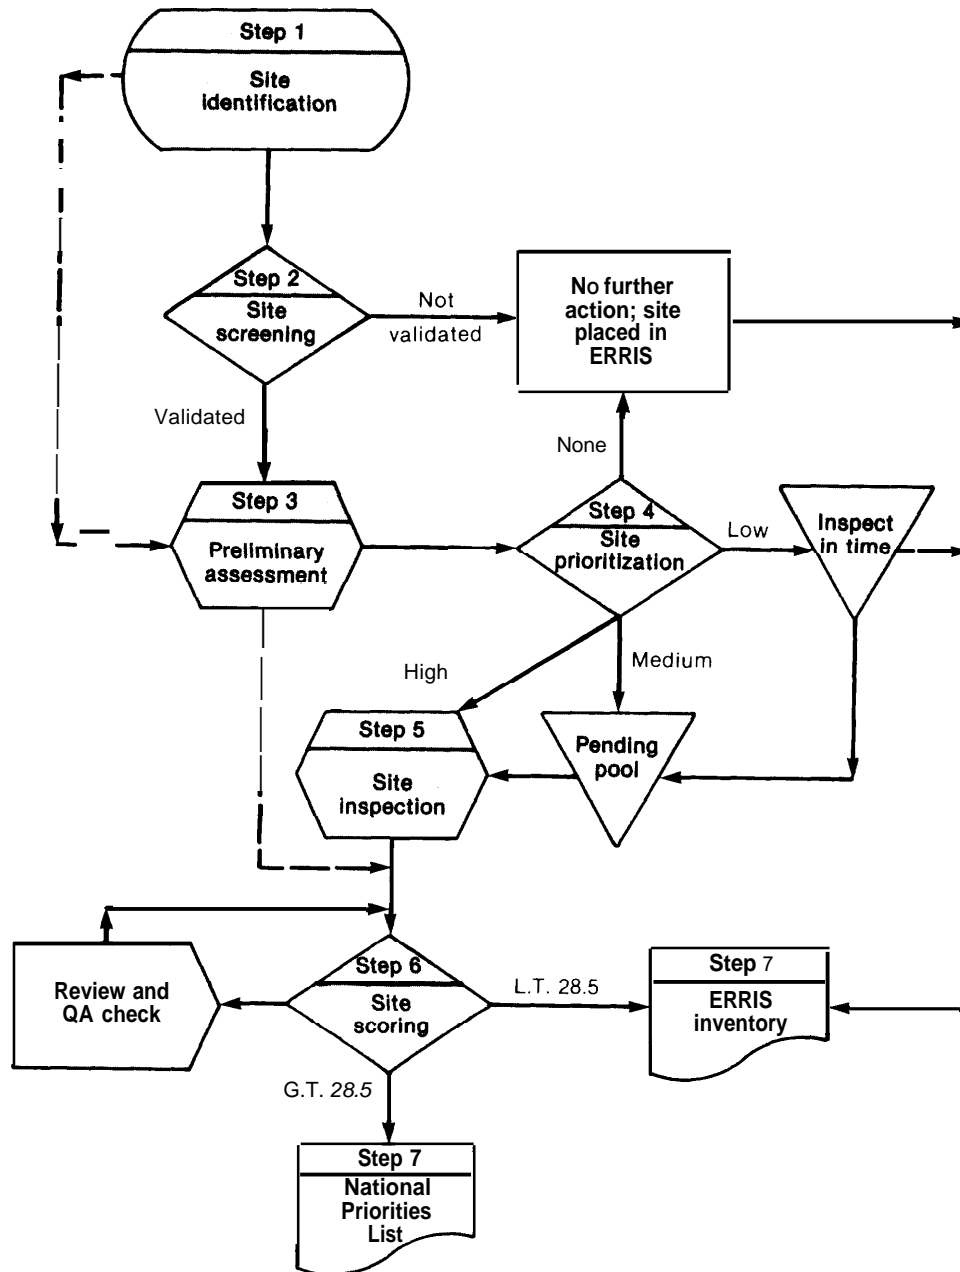 Step 1
Site
identification
Step 2
Site
screening
Not
validated
No further
action; site
placed in
ERRIS
Validated
None
Step 3
Preliminary
assessment
Step 4
Site
prioritization
Low
Inspect
in time
High
Medium
Step 5
Site
inspection
Pending
pool
Review and
QA check
Step 6
Site
scoring
L.T. 28.5
Step 7
ERRIS
inventory
G.T. 28.5
Step 7
National
Priorities
List